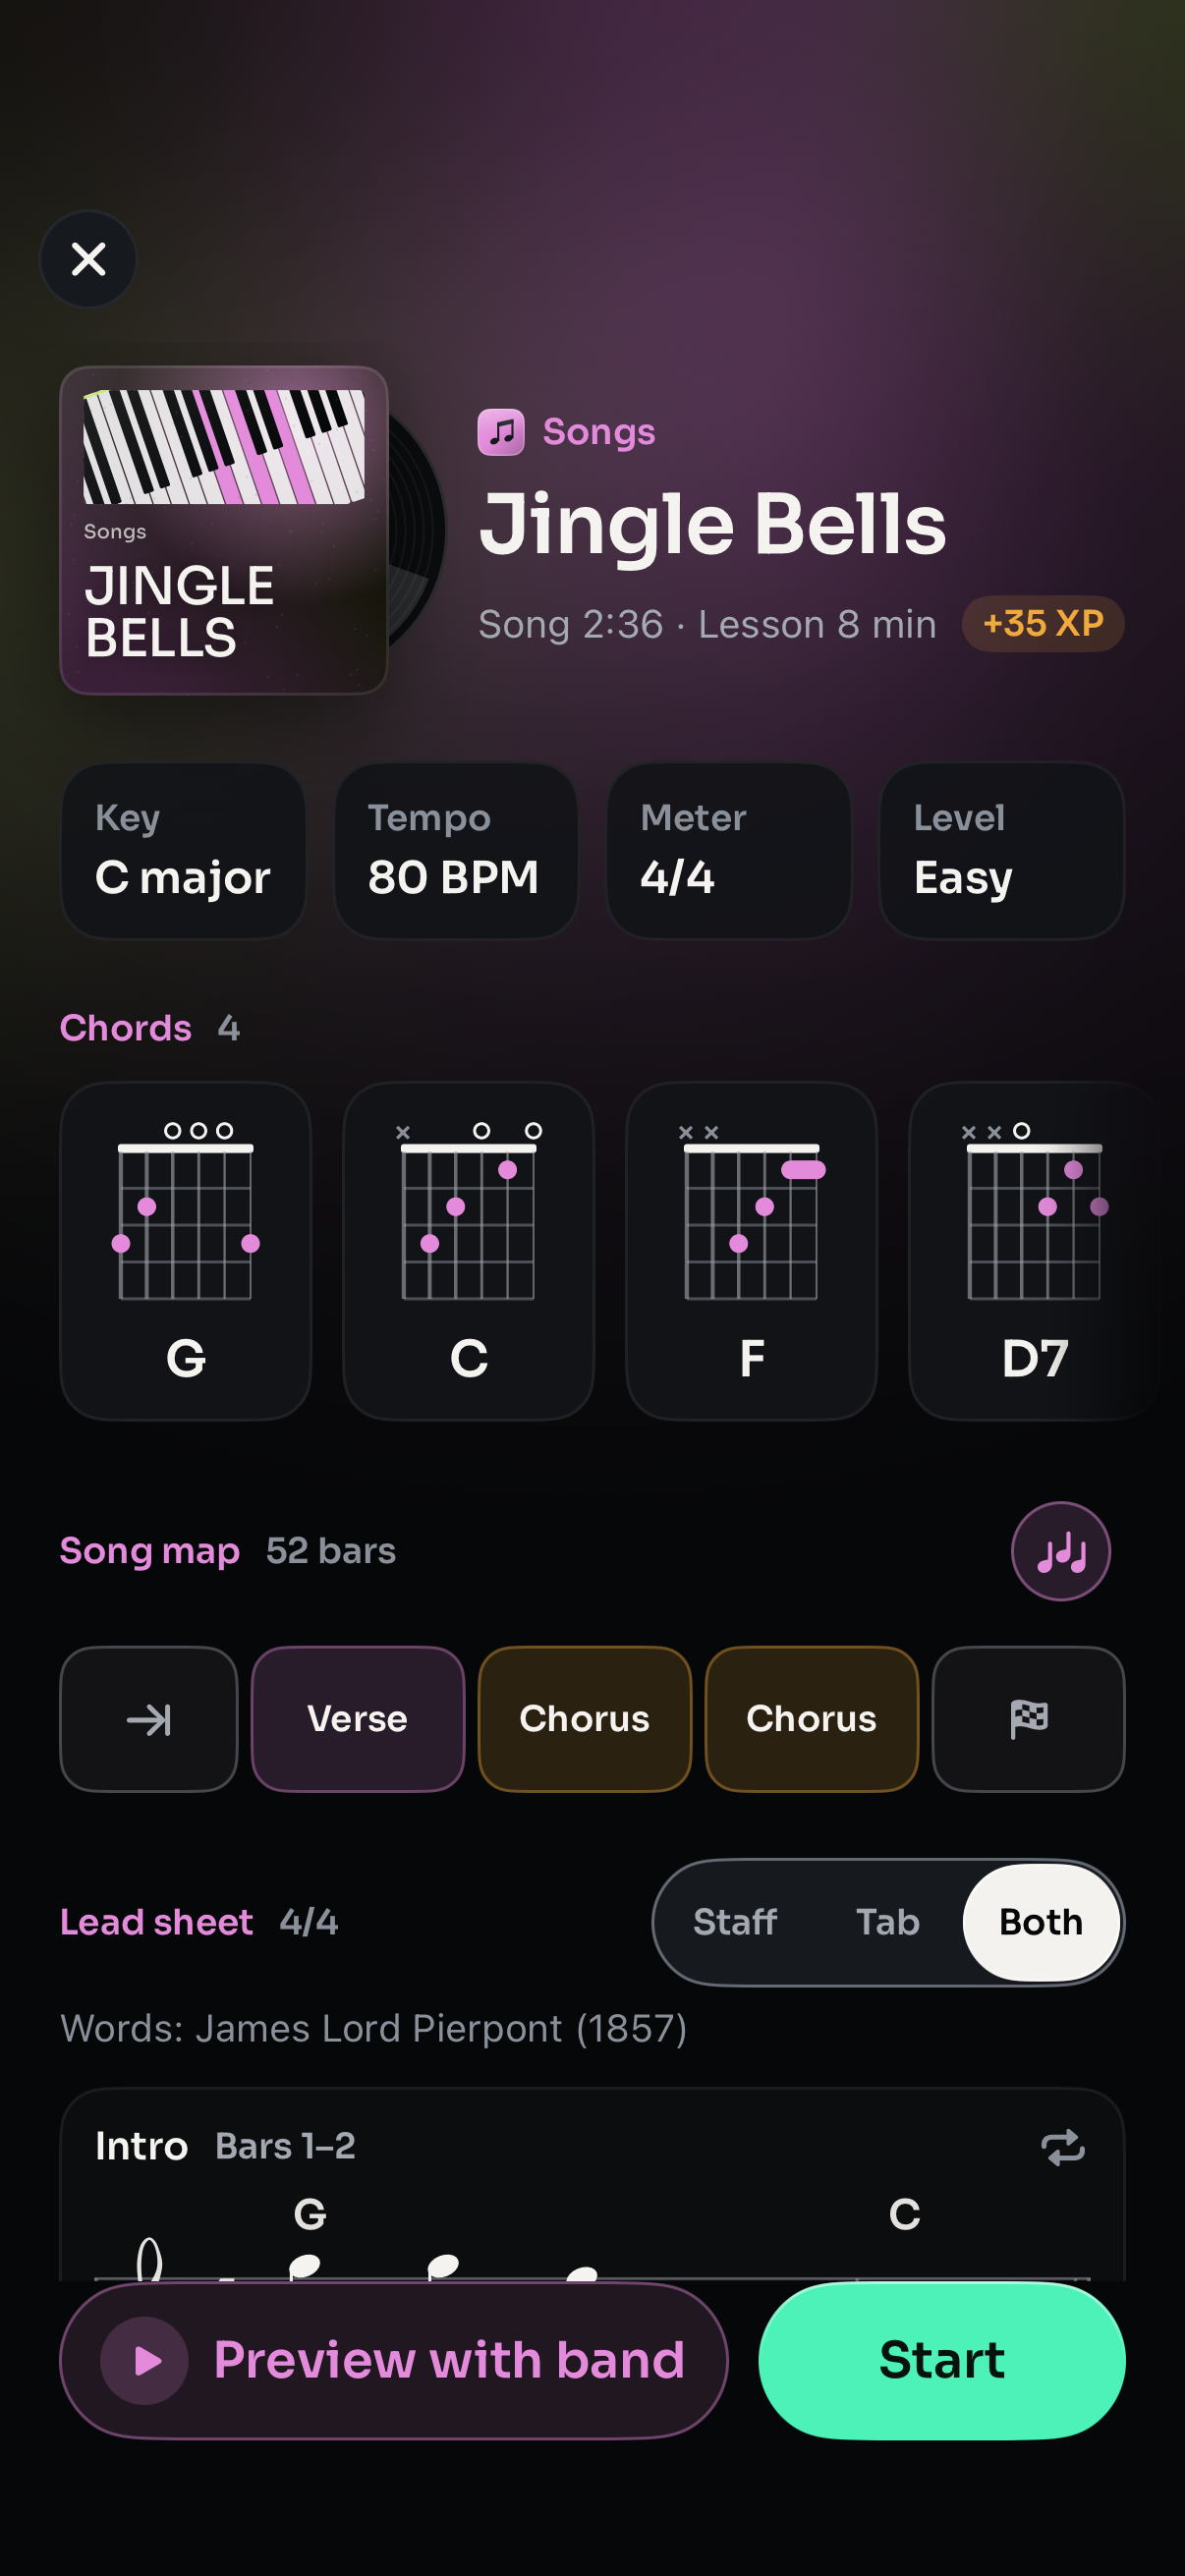 Songs
JINGLE
BELLS
Songs
Jingle Bells
Song 2:36 · Lesson 8 min +35 XP
Key Tempo Meter Level
C major 80 BPM 4/4 Easy
Chords 4
G C F D7
Song map 52 bars
Verse Chorus Chorus
Lead sheet 4/4 Staff Tab Both
Words: James Lord Pierpont (1857)
Intro Bars 1–2
G C
Preview with band Start